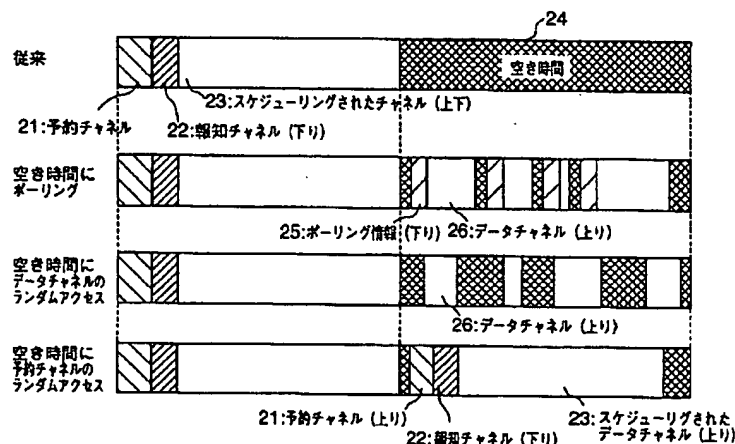 24
従来
空き時間
23:スケジューリングされたチャネル (上下)
21:予約チャネル
22:報知チャネル (下り)
空き時間に
ポーリング
25:ポーリング情報 (下り)
26:データチャネル (上り)
空き時間に
データチャネルの
ランダムアクセス
26:データチャネル (上り)
空き時間に
予約チャネルの
ランダムアクセス
21:予約チャネル (上り)
22:報知チャネル (下り)
23:スケジューリングされた
データチャネル (上り)